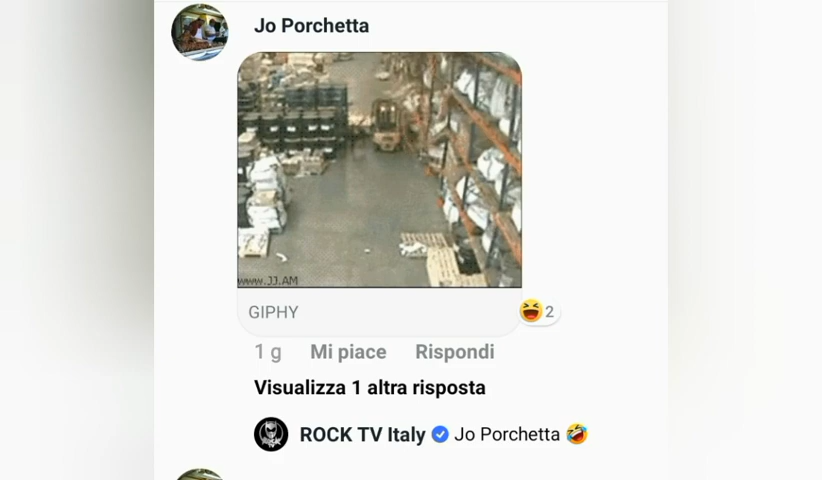 Jo Porchetta
www.JJ.AM
GIPHY
2
1 g Mi piace Rispondi
Visualizza 1 altra risposta
ROCK TV Italy Jo Porchetta